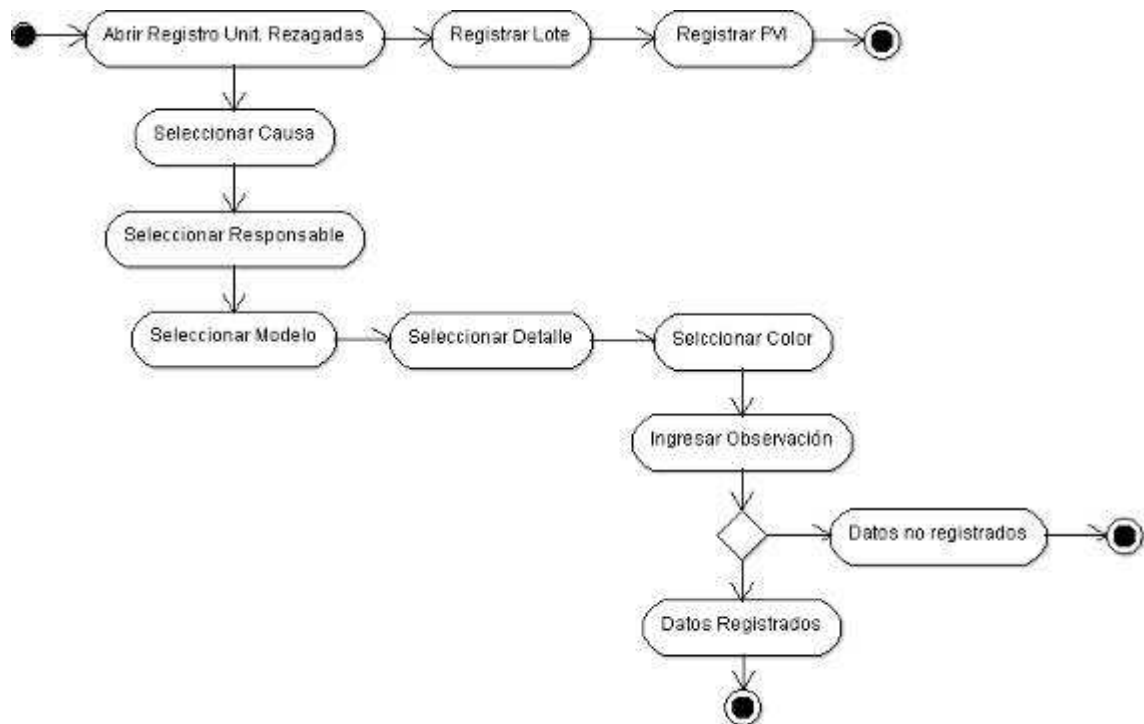 Abrir Registro Unit. Rezagadas
Registrar Lote
Registrar PVI
Seleccionar Causa
Seleccionar Responsable
Seleccionar Modelo
Seleccionar Detalle
Selccionar Color
Ingresar Observación
Datos no registrados
Datos Registrados